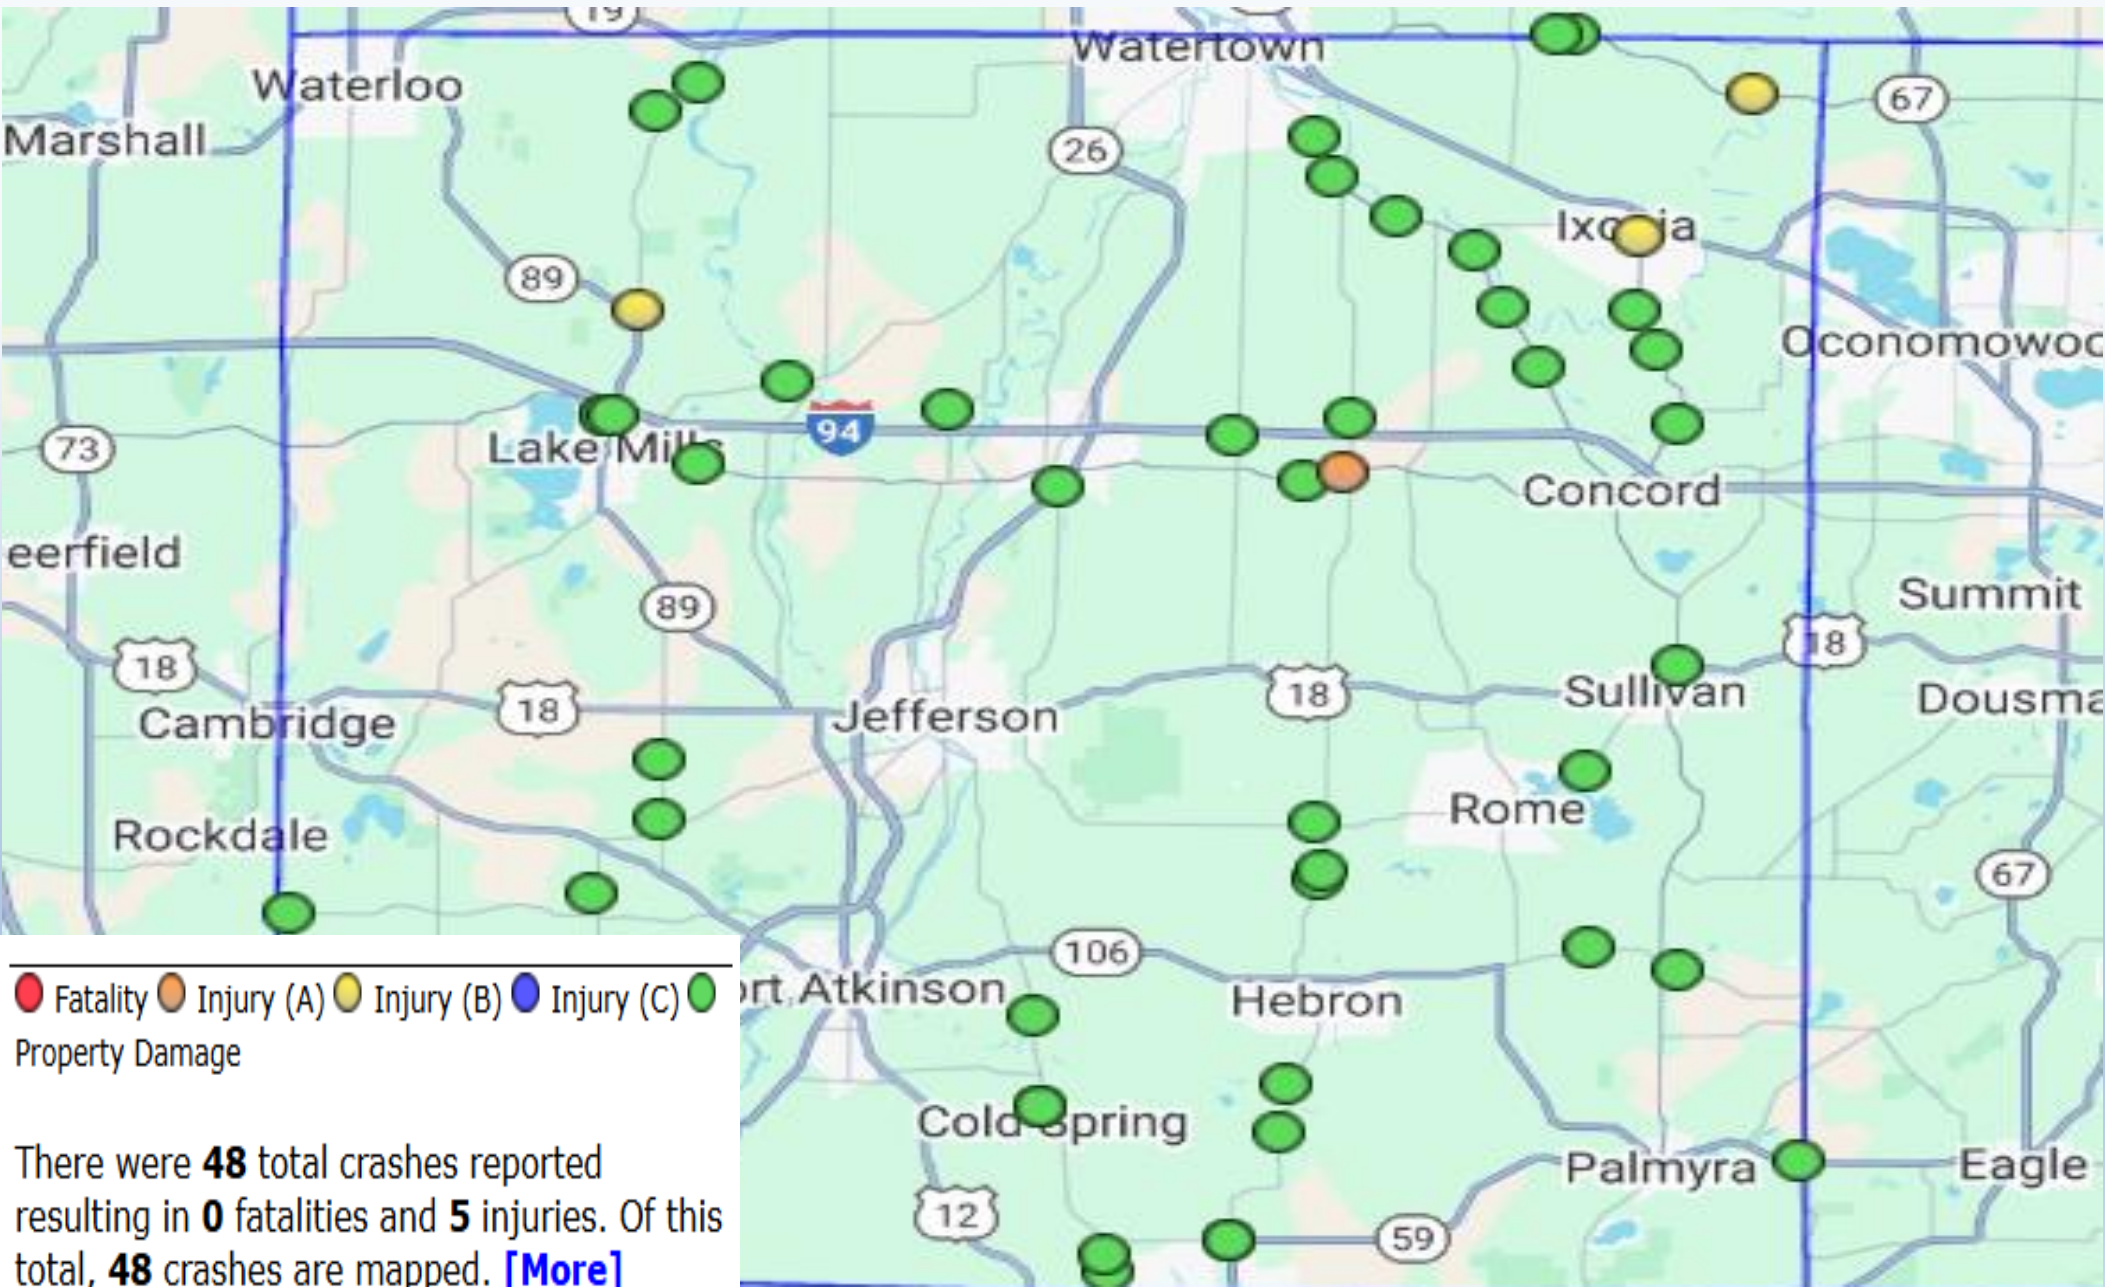 19
Watertown
Waterloo
67
Marshall
26
Ixonia
89
Oconomowoc
94
Lake Mills
73
Concord
eerfield
Summit
89
18
18
18
18
Sullivan
Dousma
Cambridge
Jefferson
Rome
Rockdale
67
106
ort Atkinson
Hebron
Cold Spring
Palmyra
Eagle
12
59
Fatality Injury (A) Injury (B) Injury (C)
Property Damage
There were 48 total crashes reported
resulting in 0 fatalities and 5 injuries. Of this
total, 48 crashes are mapped. [More]